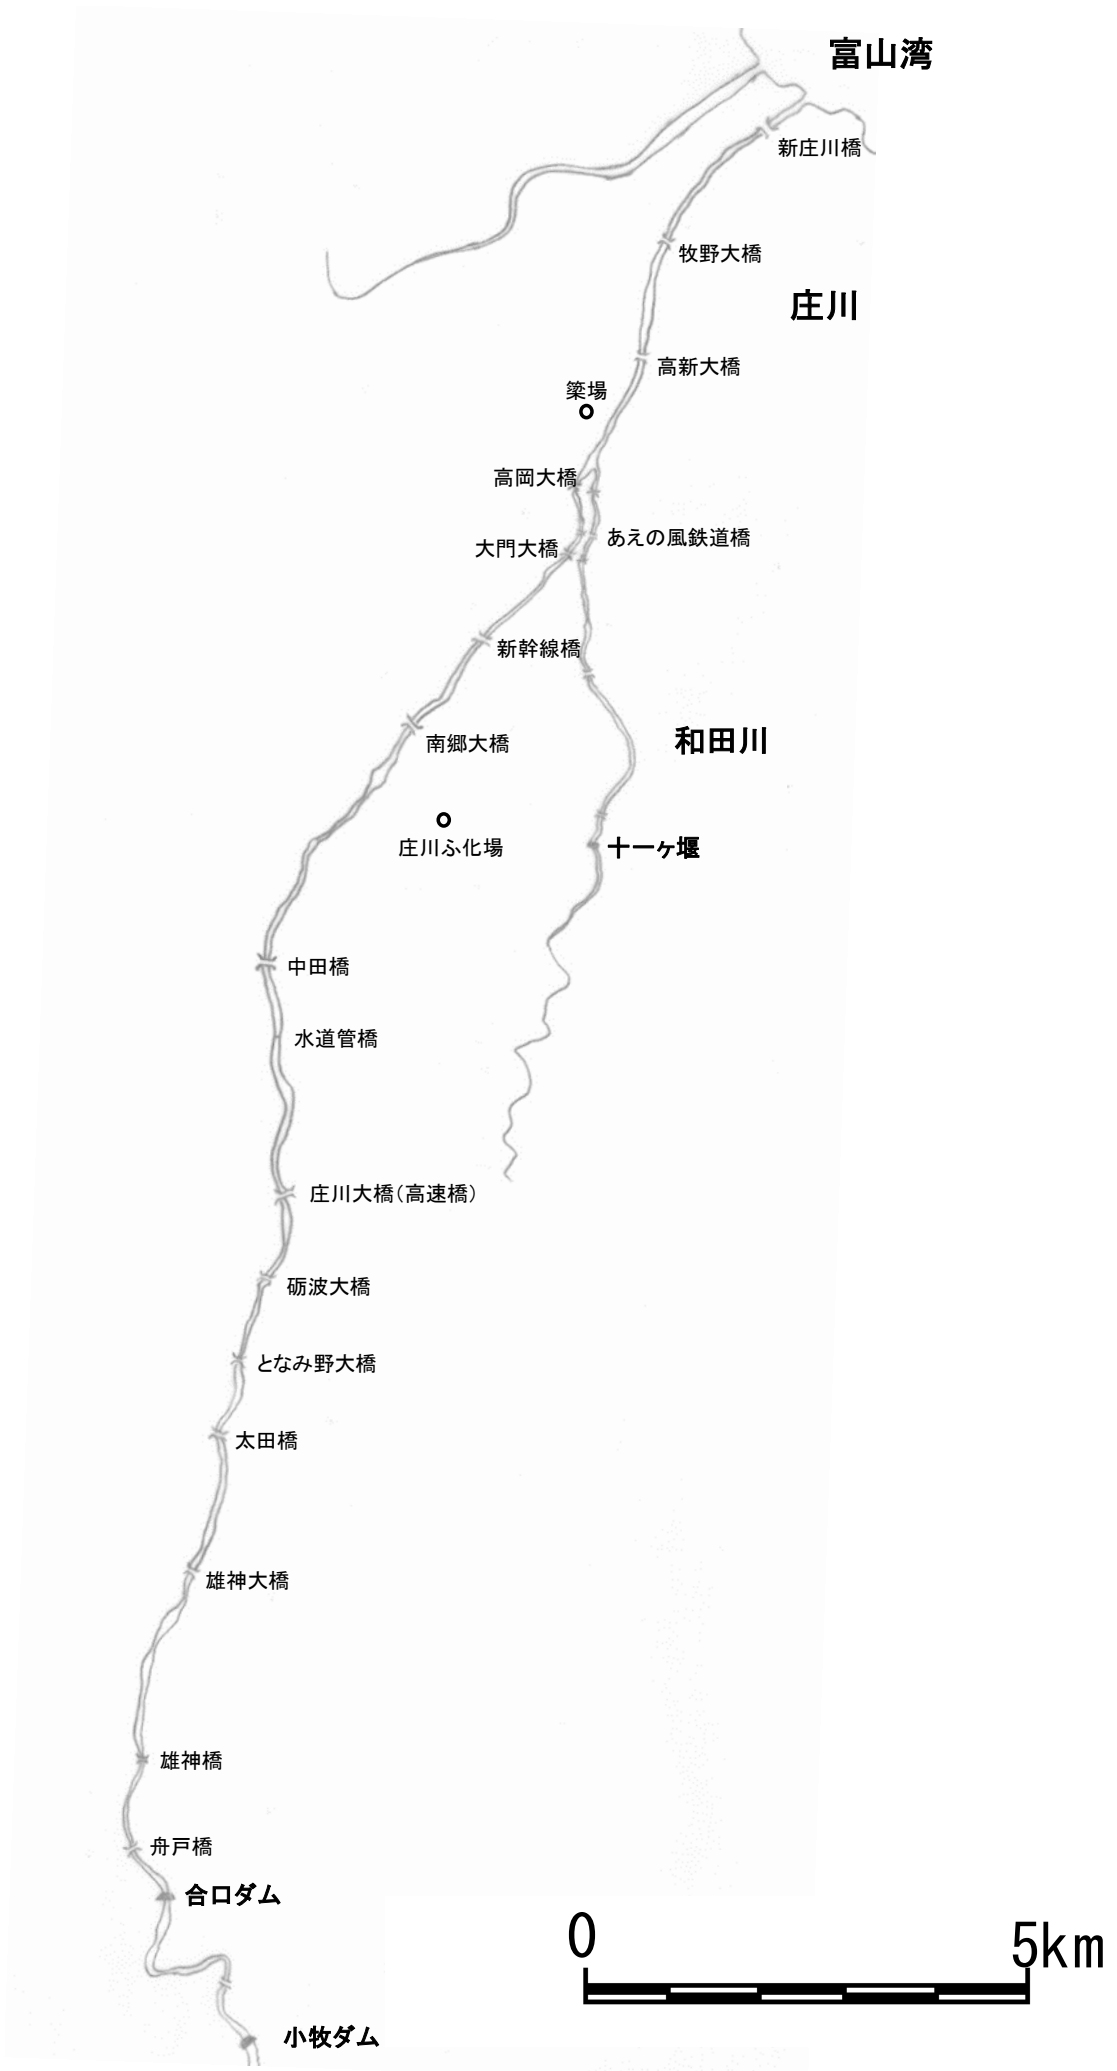 富山湾
新庄川橋
牧野大橋
庄川
高新大橋
簗場
高岡大橋
あえの風鉄道橋
大門大橋
新幹線橋
和田川
南郷大橋
庄川ふ化場
十一ヶ堰
中田橋
水道管橋
庄川大橋（高速橋）
砺波大橋
となみ野大橋
太田橋
雄神大橋
雄神橋
舟戸橋
合口ダム
0
5km
小牧ダム